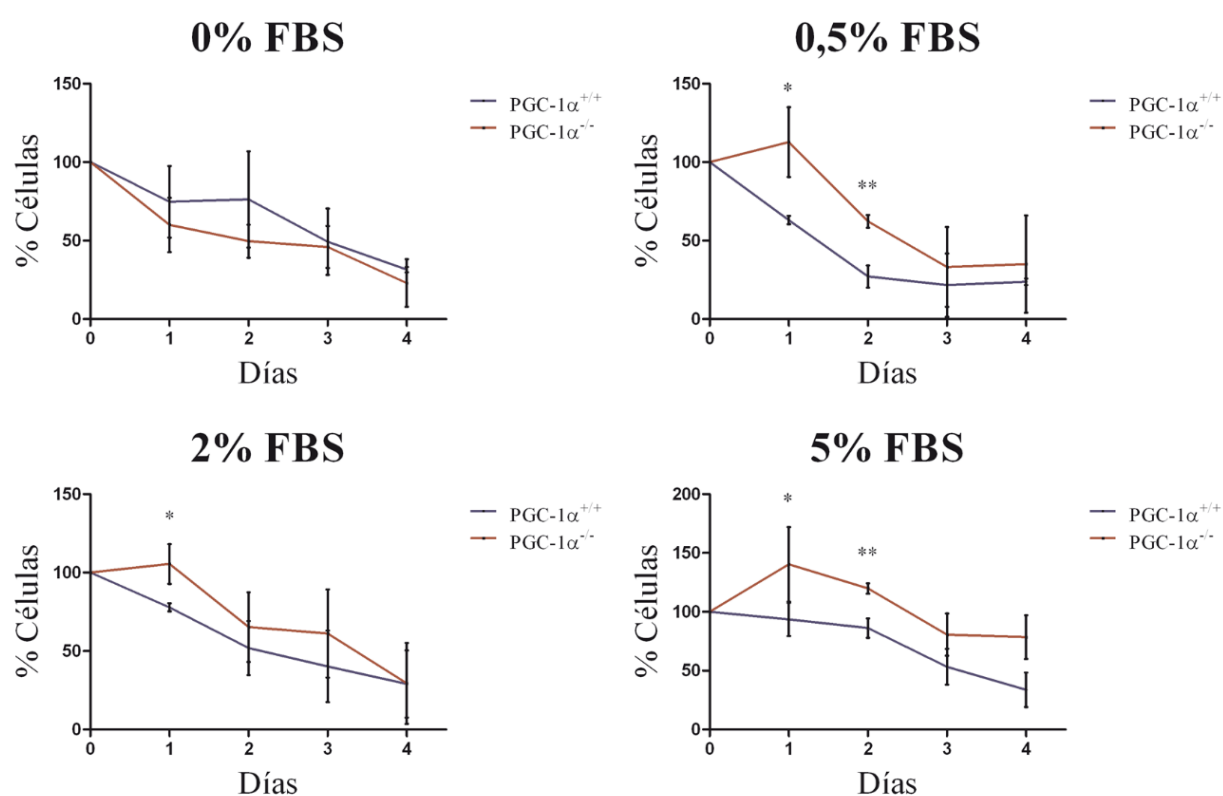 0% FBS
150
100
50
0
% Células
0 1 2 3 4
Días
PGC-1α+/+
PGC-1α-/-
0,5% FBS
150
100
50
0
% Células
*
**
0 1 2 3 4
Días
PGC-1α+/+
PGC-1α-/-
2% FBS
150
100
50
0
% Células
*
0 1 2 3 4
Días
PGC-1α+/+
PGC-1α-/-
5% FBS
200
150
100
50
0
% Células
*
**
0 1 2 3 4
Días
PGC-1α+/+
PGC-1α-/-